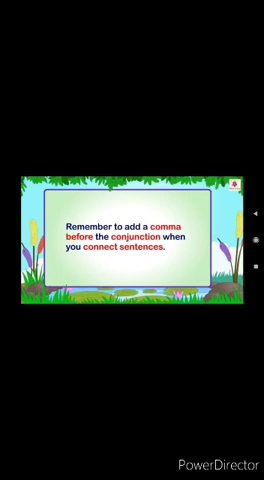 Remember to add a comma
before the conjunction when
you connect sentences.
PowerDirector